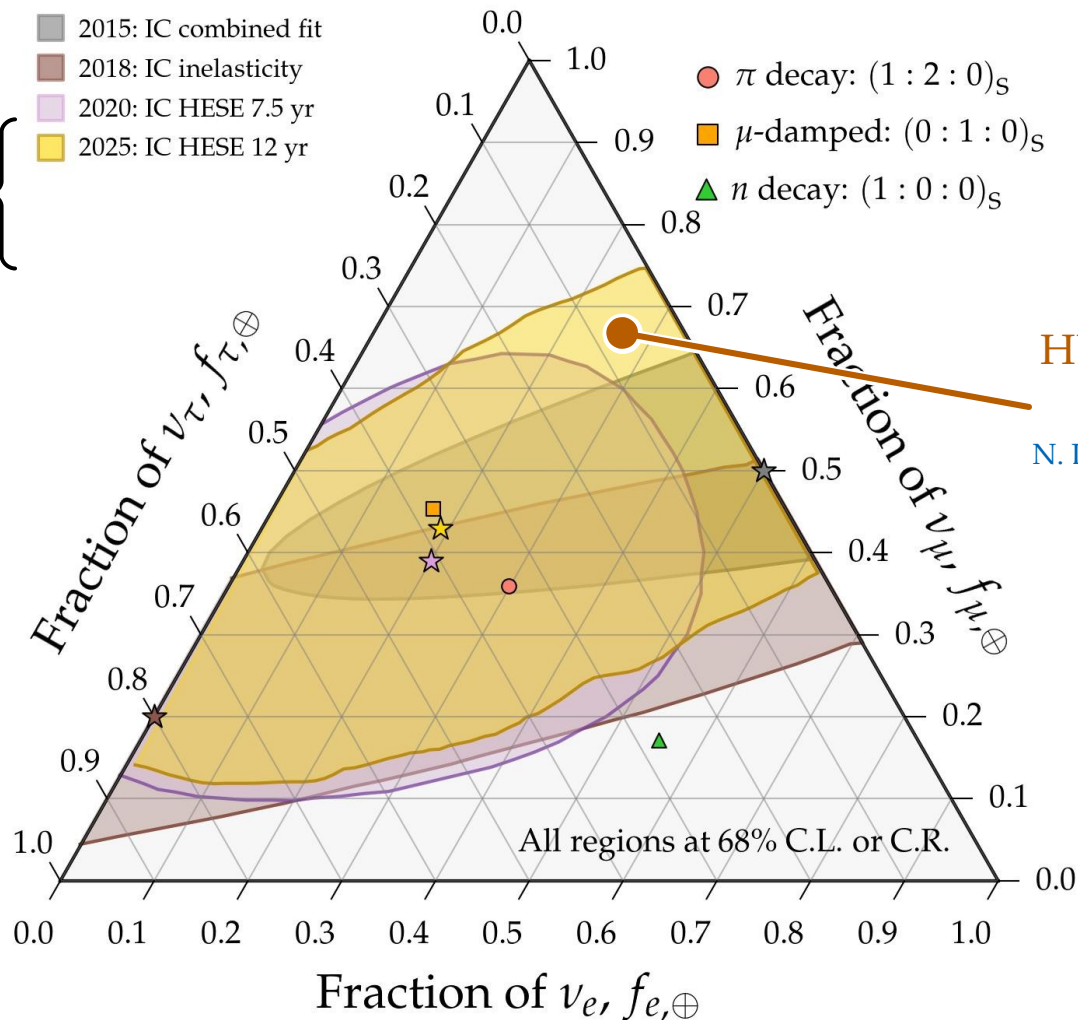 2015: IC combined fit
2018: IC inelasticity
2020: IC HESE 7.5 yr
2025: IC HESE 12 yr
π decay: (1 : 2 : 0)S
μ-damped: (0 : 1 : 0)S
n decay: (1 : 0 : 0)S
0.0
0.1
0.2
0.3
0.4
0.5
0.6
0.7
0.8
0.9
1.0
Fraction of ντ, fτ,⊕
1.0
0.9
0.8
0.7
0.6
0.5
0.4
0.3
0.2
0.1
0.0
Fraction of νμ, fμ,⊕
N.
All regions at 68% C.L. or C.R.
0.0 0.1 0.2 0.3 0.4 0.5 0.6 0.7 0.8 0.9 1.0
Fraction of νe, fe,⊕